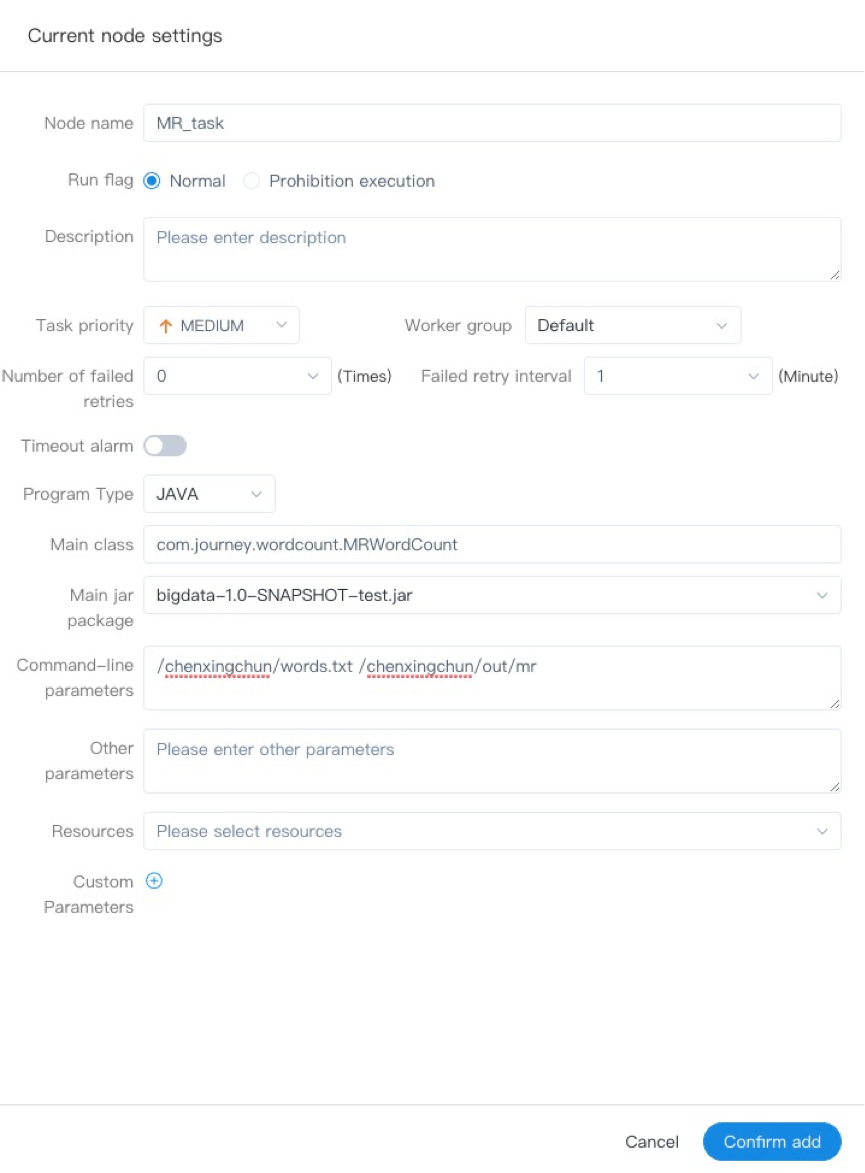 Current node settings
Node name MR_task
Run flag Normal Prohibition execution
Description Please enter description
Task priority MEDIUM Worker group Default
Number of failed retries 0 (Times) Failed retry interval 1 (Minute)
Timeout alarm
Program Type JAVA
Main class com.journey.wordcount.MRWordCount
Main jar package bigdata-1.0-SNAPSHOT-test.jar
Command-line parameters /chenxingchun/words.txt /chenxingchun/out/mr
Other parameters Please enter other parameters
Resources Please select resources
Custom Parameters
Cancel Confirm add